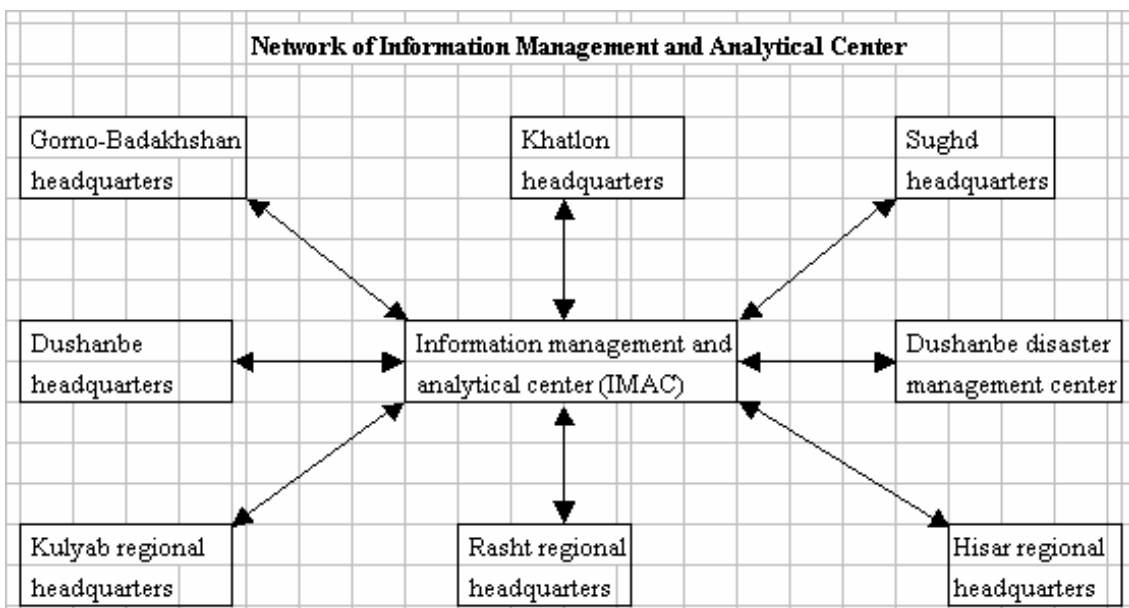 Network of Information Management and Analytical Center
Gorno-Badakhshan
headquarters
Khatlon
headquarters
Sughd
headquarters
Dushanbe
headquarters
Information management and
analytical center (IMAC)
Dushanbe disaster
management center
Kulyab regional
headquarters
Rasht regional
headquarters
Hisar regional
headquarters